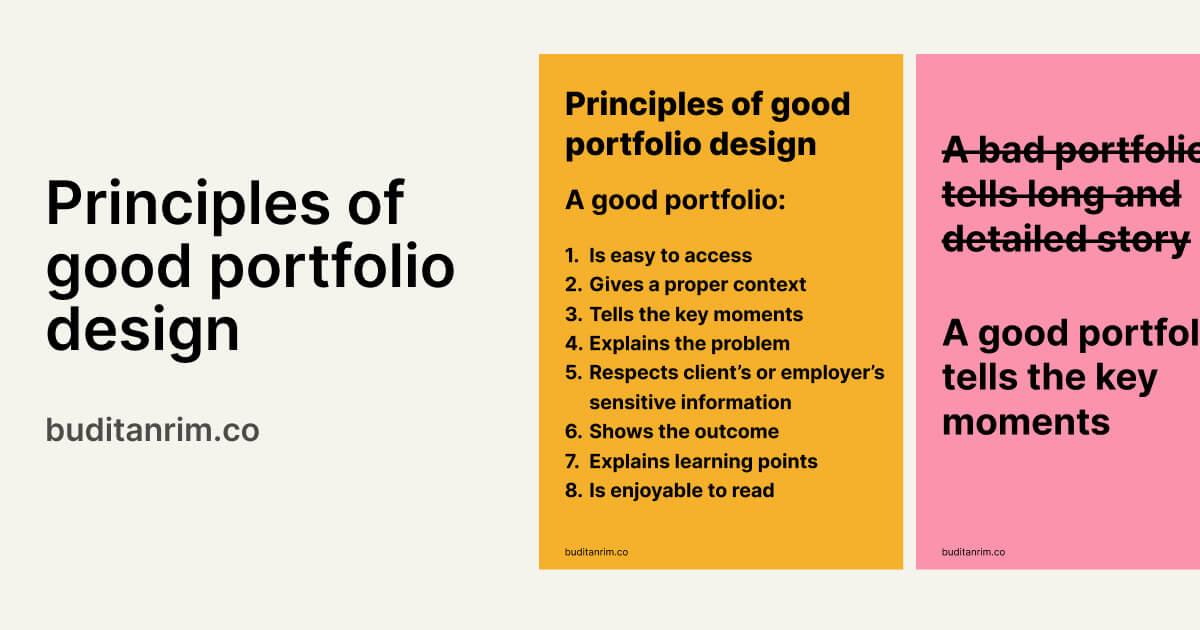 Principles of
good portfolio
design
buditanrim.co
Principles of good
portfolio design
A good portfolio:
1. Is easy to access
2. Gives a proper context
3. Tells the key moments
4. Explains the problem
5. Respects client’s or employer’s
sensitive information
6. Shows the outcome
7. Explains learning points
8. Is enjoyable to read
buditanrim.co
A bad portfolio
tells long and
detailed story
A good portfol
tells the key
moments
buditanrim.co